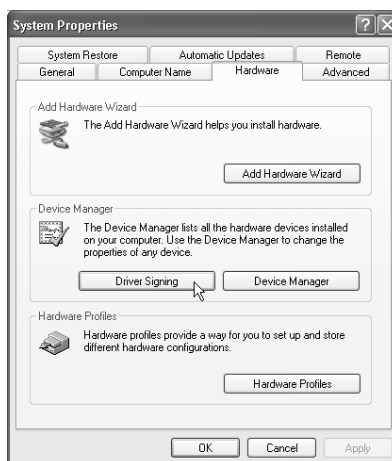 System Properties
System Restore Automatic Updates Remote
General Computer Name Hardware Advanced
Add Hardware Wizard
The Add Hardware Wizard helps you install hardware.
Add Hardware Wizard
Device Manager
The Device Manager lists all the hardware devices installed
on your computer. Use the Device Manager to change the
properties of any device.
Driver Signing Device Manager
Hardware Profiles
Hardware profiles provide a way for you to set up and store
different hardware configurations.
Hardware Profiles
OK Cancel Apply